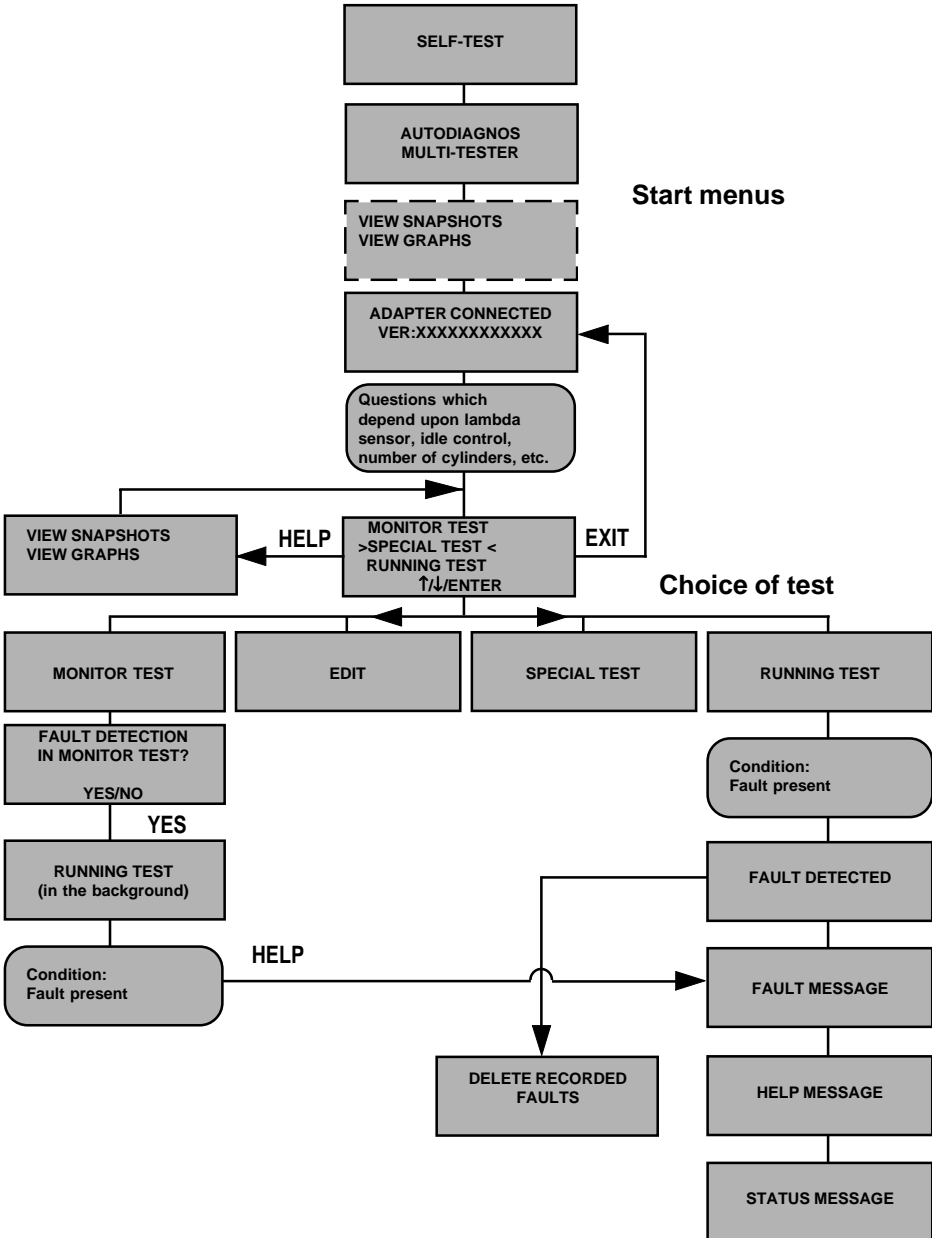 SELF-TEST
AUTODIAGNOS
MULTI-TESTER
Start menus
VIEW SNAPSHOTS
VIEW GRAPHS
ADAPTER CONNECTED
VER:XXXXXXXXXXXX
Questions which
depend upon lambda
sensor, idle control,
number of cylinders, etc.
VIEW SNAPSHOTS
VIEW GRAPHS
HELP
MONITOR TEST
>SPECIAL TEST <
RUNNING TEST
↑/↓/ENTER
EXIT
Choice of test
MONITOR TEST
EDIT
SPECIAL TEST
RUNNING TEST
FAULT DETECTION
IN MONITOR TEST?
YES/NO
YES
RUNNING TEST
(in the background)
Condition:
Fault present
HELP
Condition:
Fault present
FAULT DETECTED
FAULT MESSAGE
DELETE RECORDED
FAULTS
HELP MESSAGE
STATUS MESSAGE